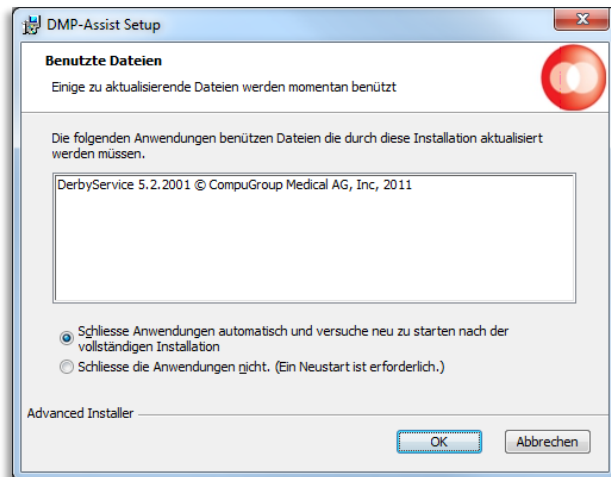 DMP-Assist Setup
Benutzte Dateien
Einige zu aktualisierende Dateien werden momentan benützt
Die folgenden Anwendungen benützen Dateien die durch diese Installation aktualisiert
werden müssen.
DerbyService 5.2.2001 © CompuGroup Medical AG, Inc, 2011
Schliesse Anwendungen automatisch und versuche neu zu starten nach der
vollständigen Installation
Schliesse die Anwendungen nicht. (Ein Neustart ist erforderlich.)
Advanced Installer
OK
Abbrechen